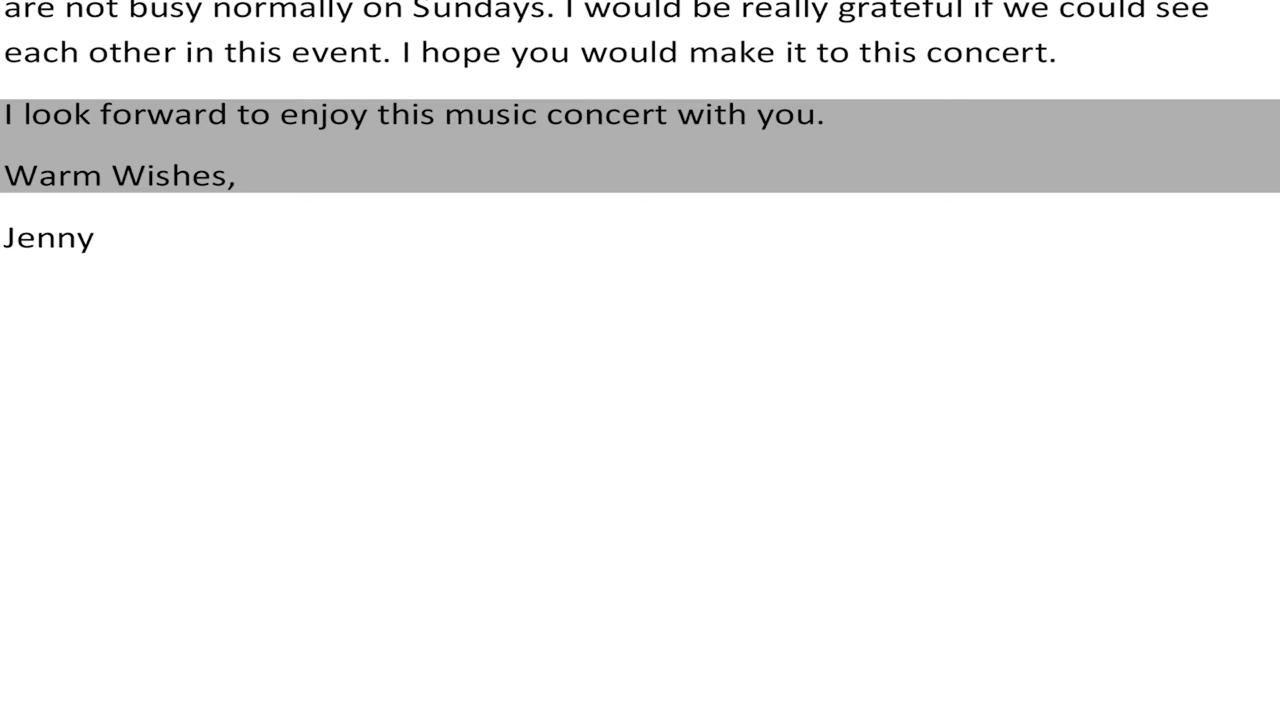 are not busy normally on Sundays. I would be really grateful if we could see
each other in this event. I hope you would make it to this concert.
I look forward to enjoy this music concert with you.
Warm Wishes,
Jenny